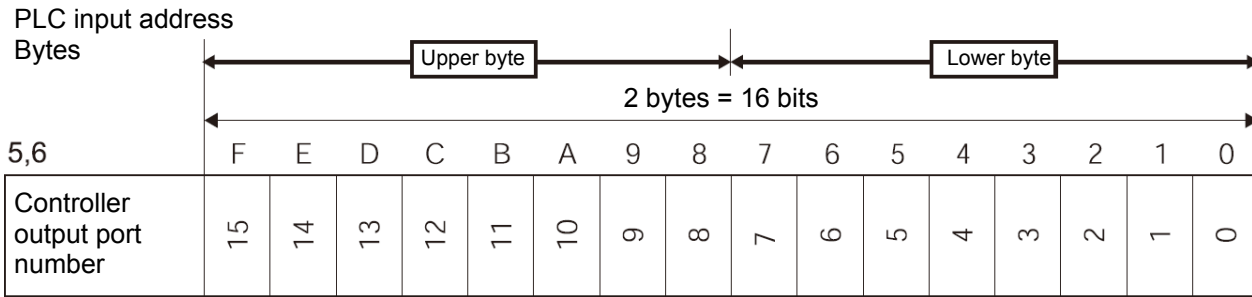 PLC input address
Bytes
Upper byte
Lower byte
2 bytes = 16 bits
5,6 F E D C B A 9 8 7 6 5 4 3 2 1 0
Controller
output port
number
15 14 13 12 11 10 9 8 7 6 5 4 3 2 1 0